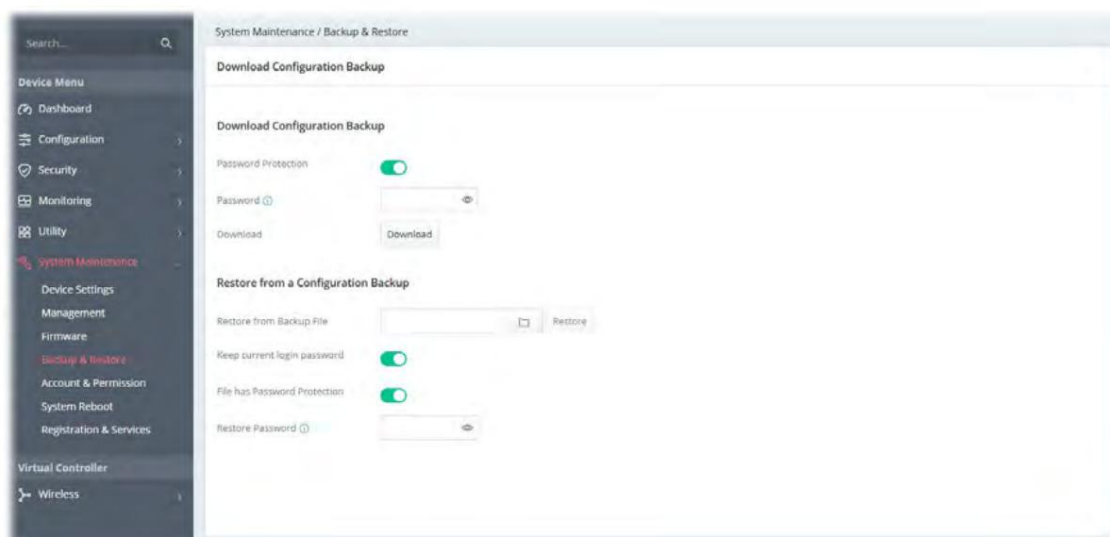 Search...
Device Menu
Dashboard
Configuration
Security
Monitoring
Utility
System Maintenance
Device Settings
Management
Firmware
Backup & Restore
Account & Permission
System Reboot
Registration & Services
Virtual Controller
Wireless
System Maintenance / Backup & Restore
Download Configuration Backup
Download Configuration Backup
Password Protection
Password
Download Download
Restore from a Configuration Backup
Restore from Backup File Restore
Keep current login password
File has Password Protection
Restore Password